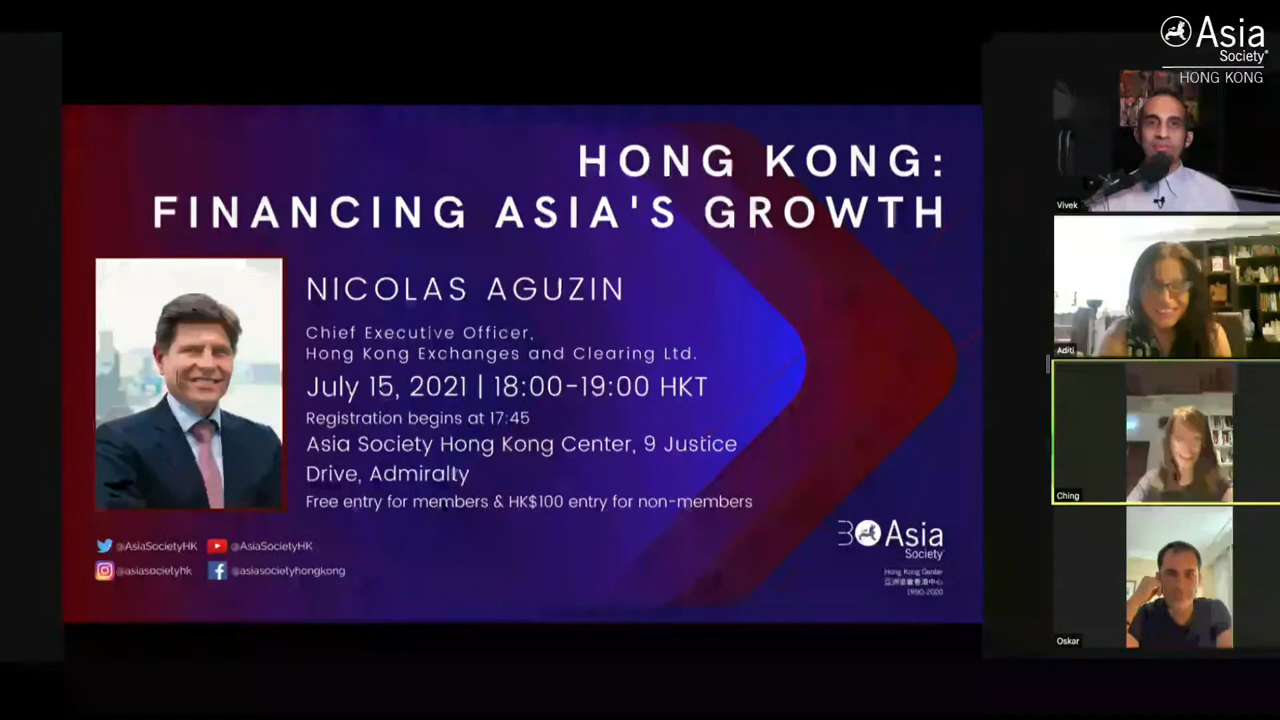 Asia
Society
HONG KONG
HONG KONG:
FINANCING ASIA'S GROWTH
NICOLAS AGUZIN
Chief Executive Officer,
Hong Kong Exchanges and Clearing Ltd.
July 15, 2021 | 18:00-19:00 HKT
Registration begins at 17:45
Asia Society Hong Kong Center, 9 Justice
Drive, Admiralty
Free entry for members & HK$100 entry for non-members
@AsiaSocietyHK @AsiaSocietyHK
@asiasocietyhk @asiasocietyhongkong
30 Asia
Society
Hong Kong Center
亞洲協會香港中心
1990-2020
Vivek
Aditi
Ching
Oskar